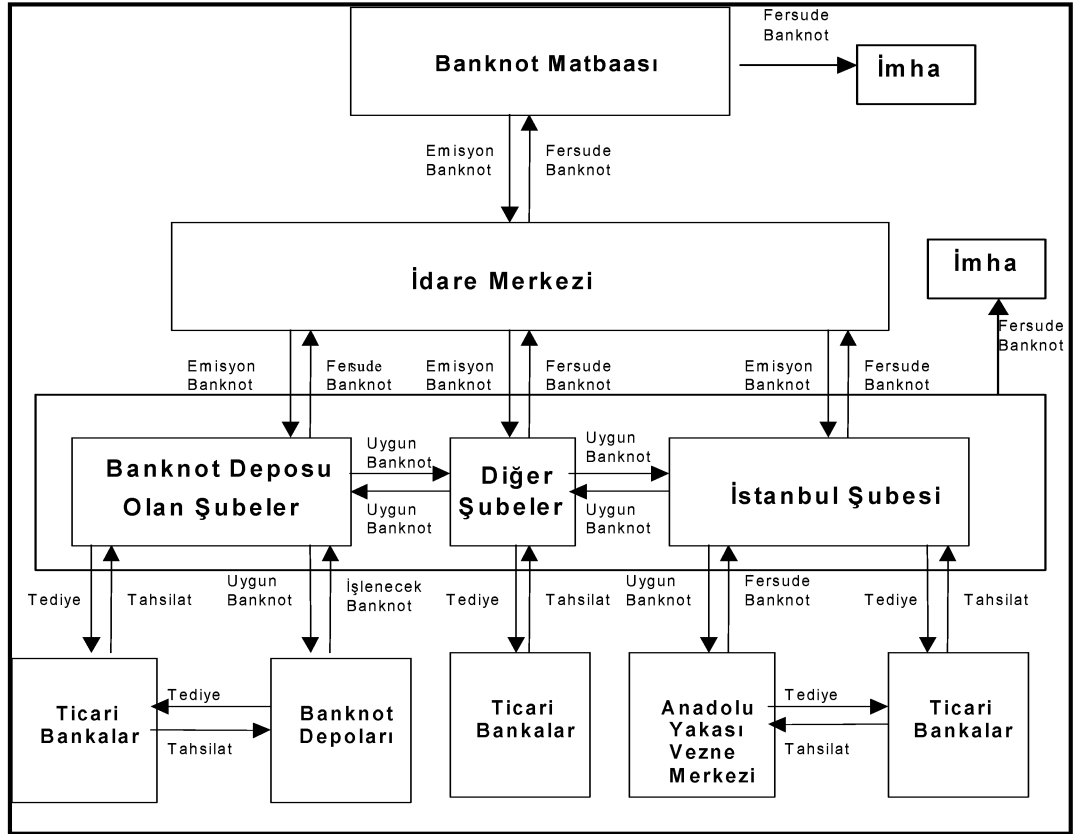 Fersude
Banknot
Banknot Matbaası
İmha
Emisyon
Banknot
Fersude
Banknot
İdare Merkezi
İmha
Fersude
Banknot
Emisyon
Banknot
Fersude
Banknot
Emisyon
Banknot
Fersude
Banknot
Emisyon
Banknot
Fersude
Banknot
Banknot Deposu
Olan Şubeler
Uygun
Banknot
Uygun
Banknot
Diğer
Şubeler
Uygun
Banknot
Uygun
Banknot
İstanbul Şubesi
Tediye
Tahsilat
Uygun
Banknot
İşlenecek
Banknot
Tediye
Tahsilat
Uygun
Banknot
Fersude
Banknot
Tediye
Tahsilat
Ticari
Bankalar
Tediye
Tahsilat
Banknot
Depoları
Ticari
Bankalar
Anadolu
Yakası
Vezne
Merkezi
Tediye
Tahsilat
Ticari
Bankalar